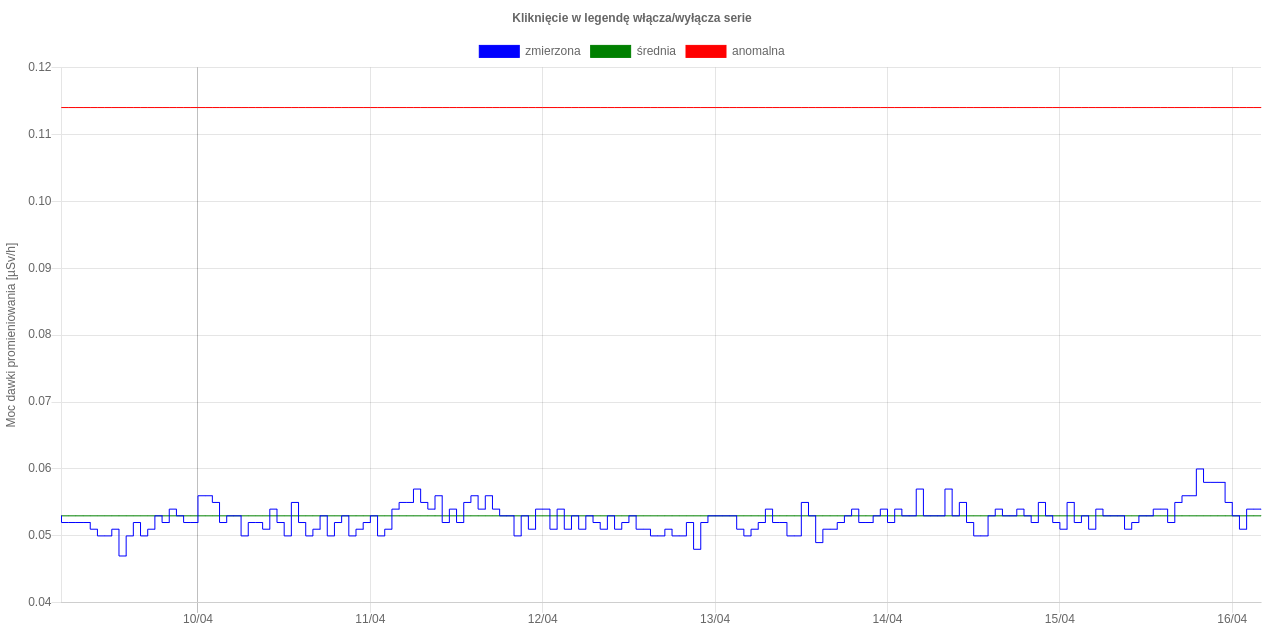 Kliknięcie w legendę włącza/wyłącza serie
zmierzona średnia anomalna
Moc dawki promieniowania [µSv/h]
0.12
0.11
0.10
0.09
0.08
0.07
0.06
0.05
0.04
10/04 11/04 12/04 13/04 14/04 15/04 16/04